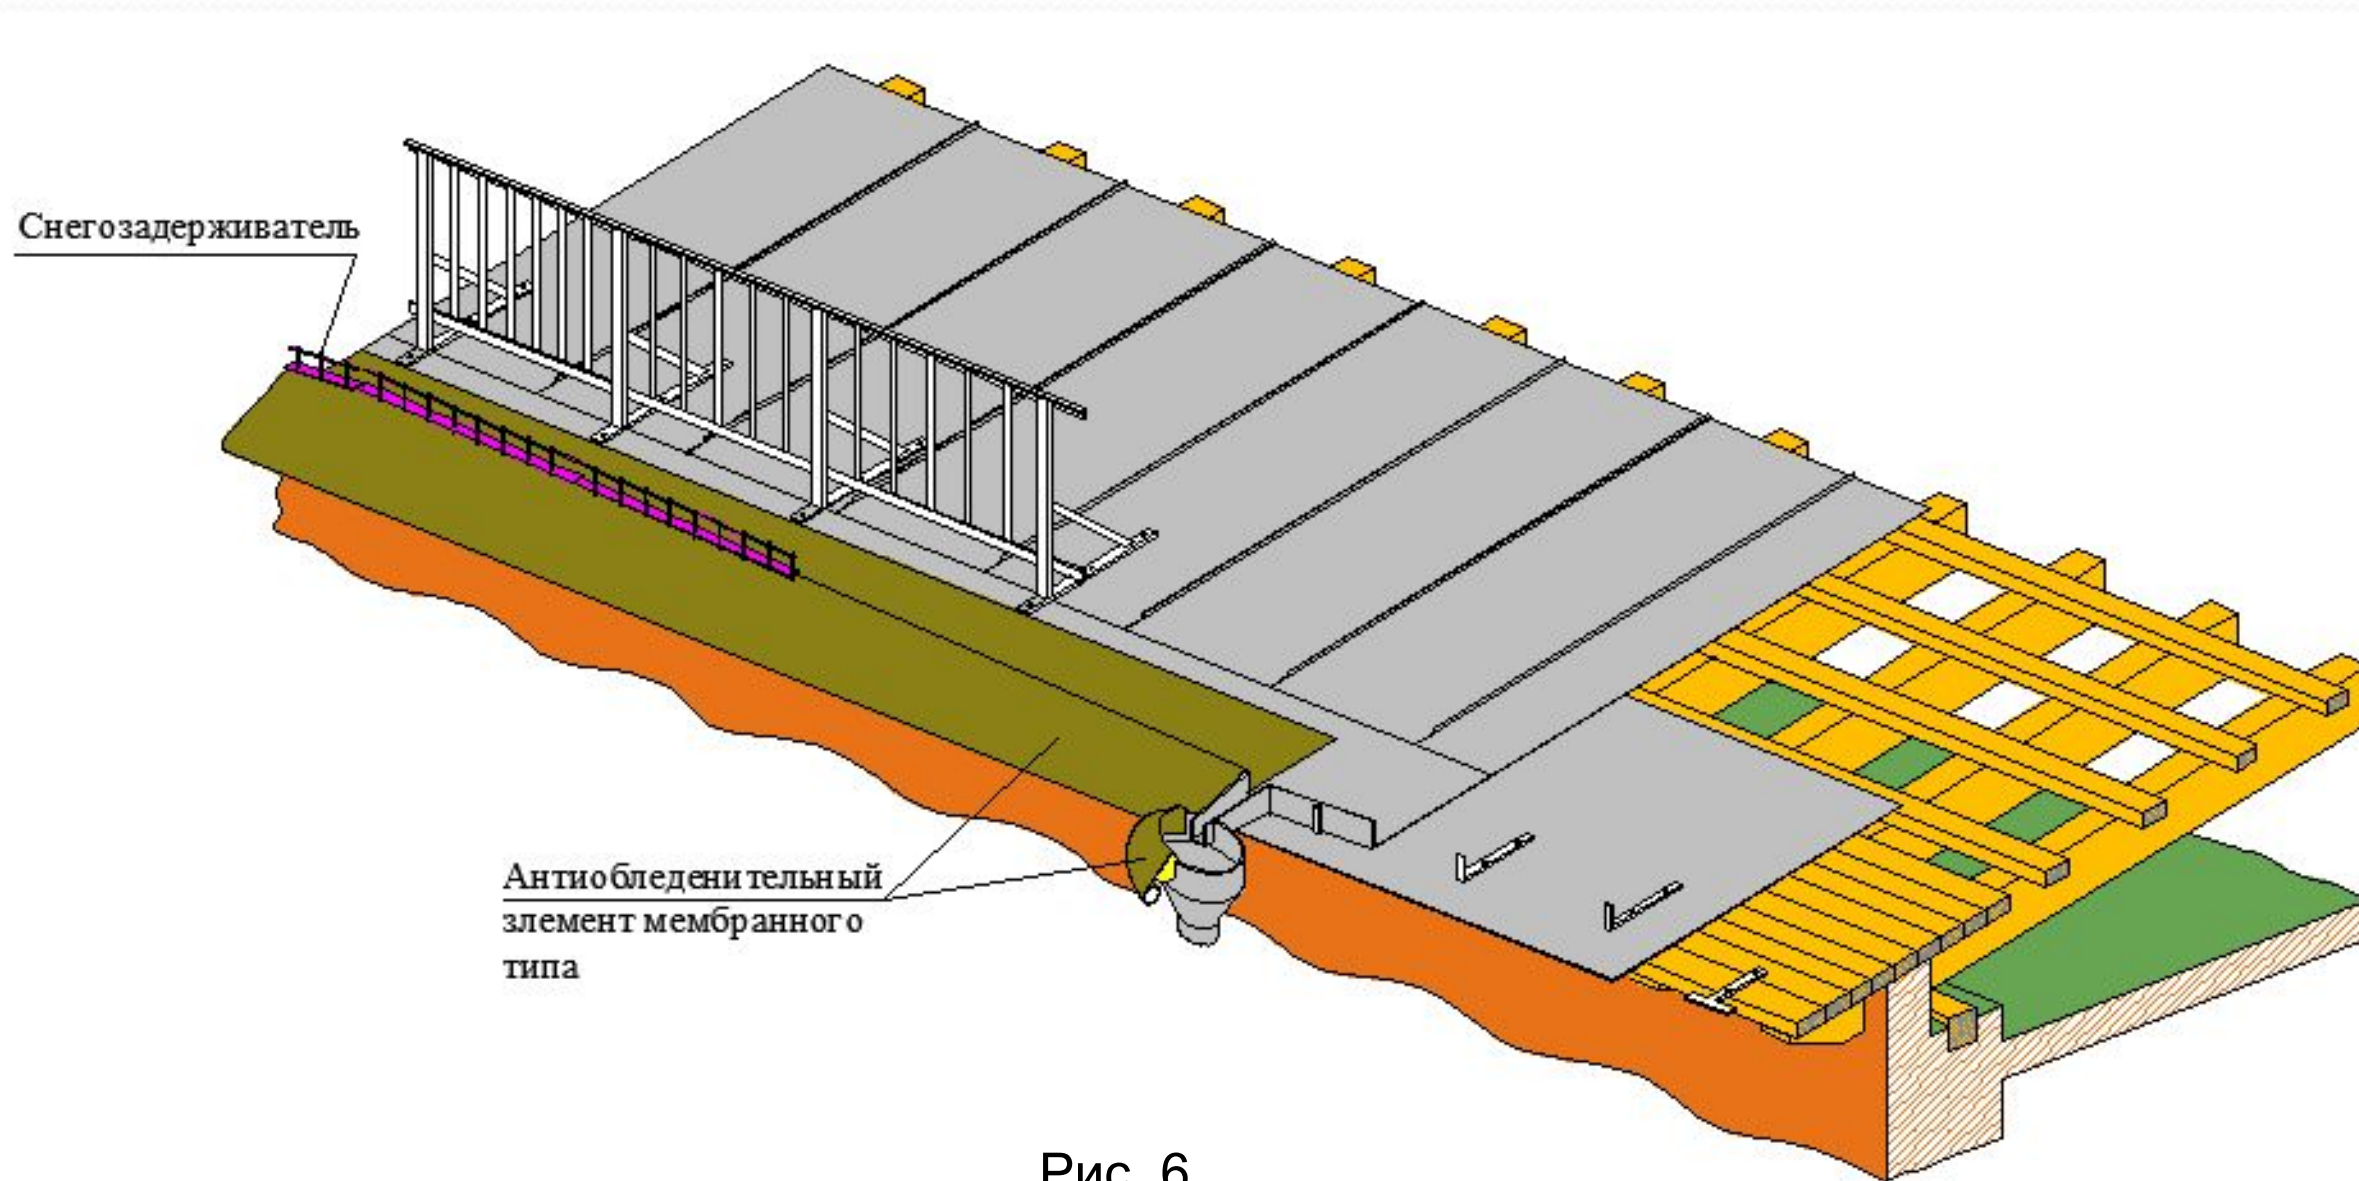 Снегозадерживатель
Антиобледенительный
злемент мембранного
типа
Рис. 6